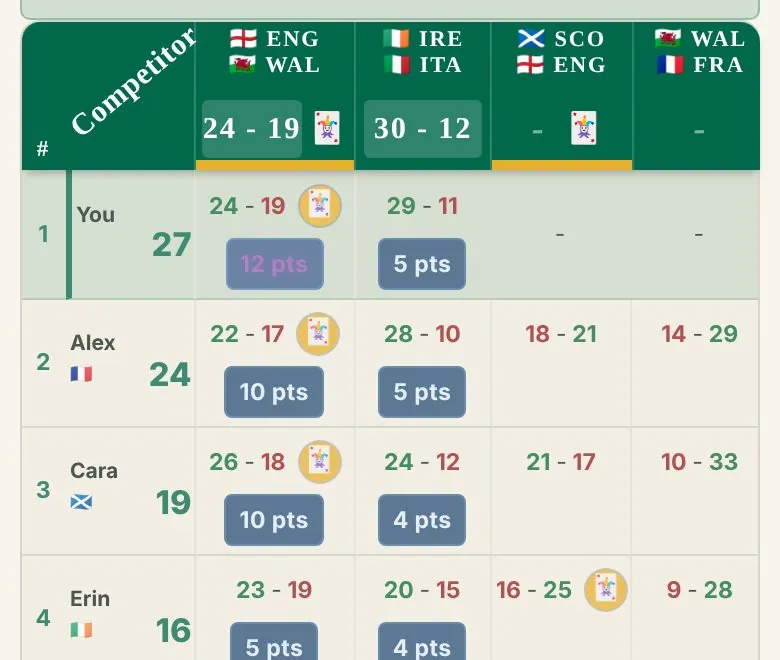 Competitor
#
ENG
WAL
24 - 19
IRE
ITA
30 - 12
SCO
ENG
-
WAL
FRA
-
1
You
27
24 - 19
12 pts
29 - 11
5 pts
-
-
2
Alex
24
22 - 17
10 pts
28 - 10
5 pts
18 - 21
14 - 29
3
Cara
19
26 - 18
10 pts
24 - 12
4 pts
21 - 17
10 - 33
4
Erin
16
23 - 19
5 pts
20 - 15
4 pts
16 - 25
9 - 28